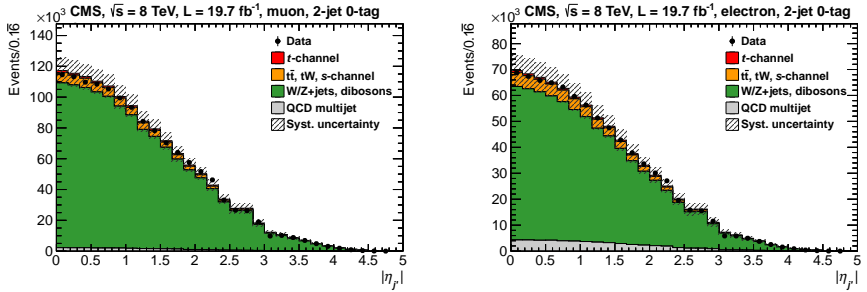 ×10³ CMS, √s = 8 TeV, L = 19.7 fb⁻¹, muon, 2-jet 0-tag
Events/0.16̅
140
120
100
80
60
40
20
0
Data
t-channel
tt̄, tW, s-channel
W/Z+jets, dibosons
QCD multijet
Syst. uncertainty
0 0.5 1 1.5 2 2.5 3 3.5 4 4.5 5
|η_j'|
×10³ CMS, √s = 8 TeV, L = 19.7 fb⁻¹, electron, 2-jet 0-tag
Events/0.16̅
80
70
60
50
40
30
20
10
0
Data
t-channel
tt̄, tW, s-channel
W/Z+jets, dibosons
QCD multijet
Syst. uncertainty
0 0.5 1 1.5 2 2.5 3 3.5 4 4.5 5
|η_j'|